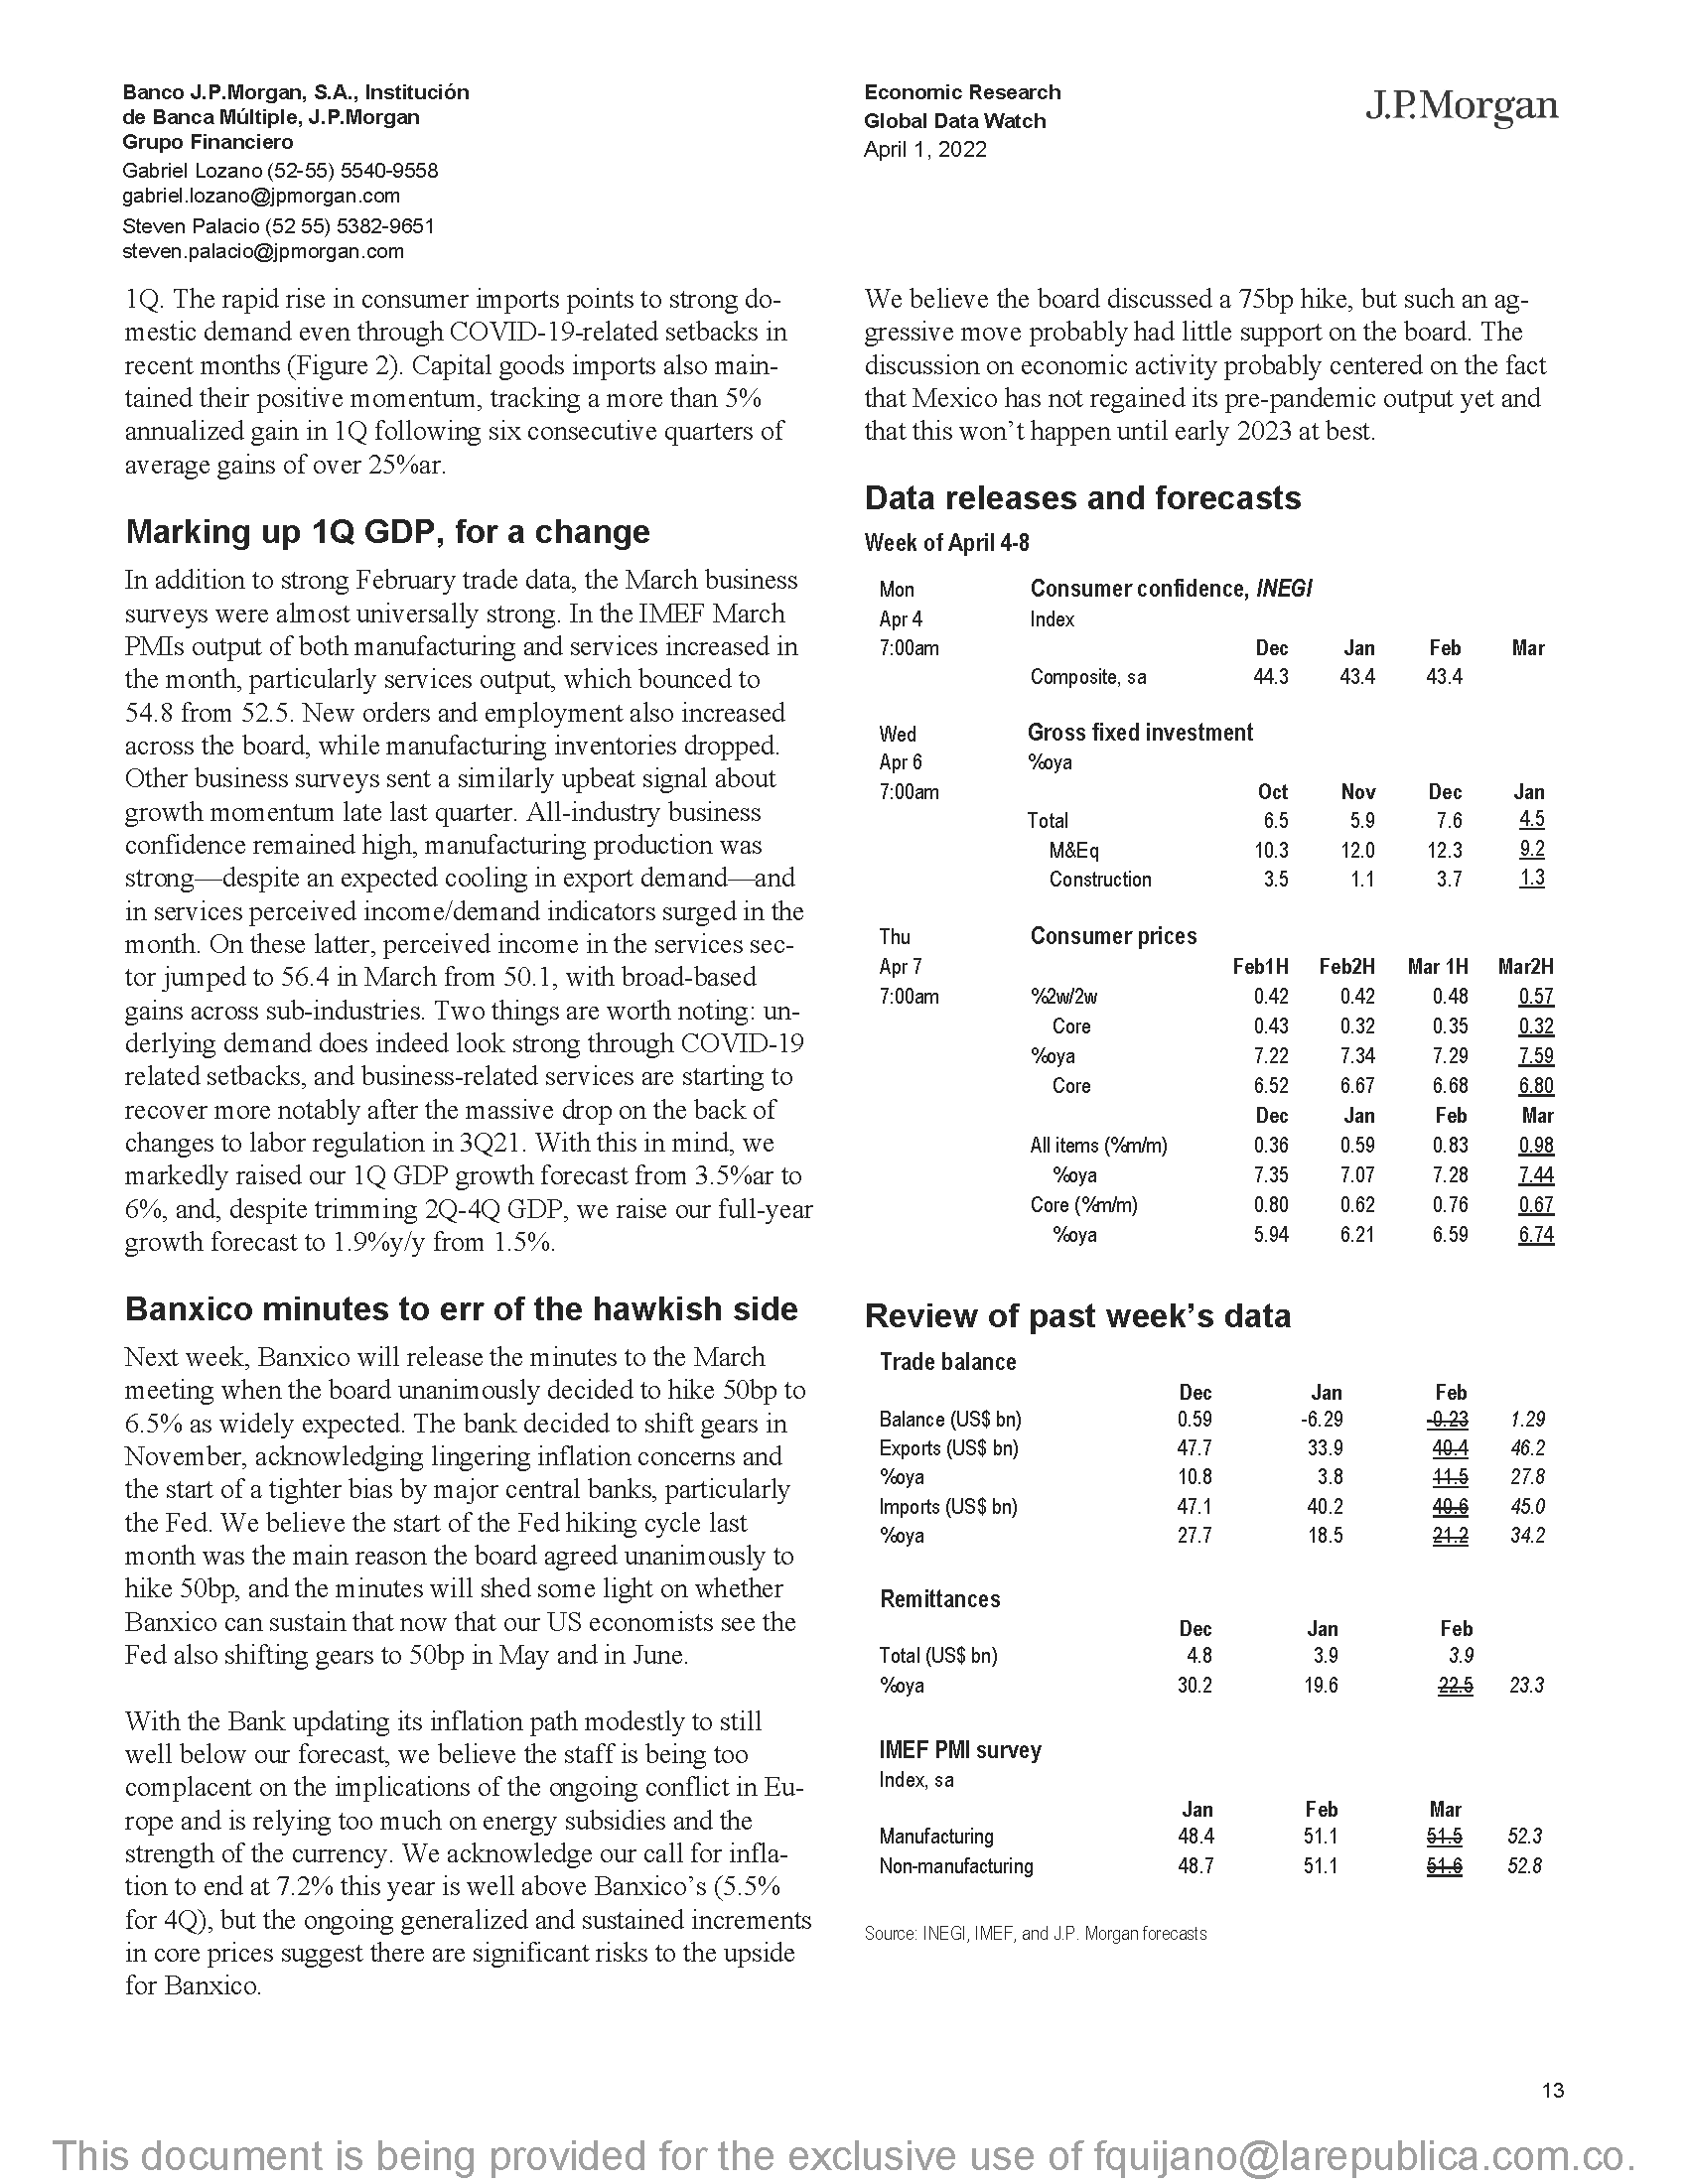 Banco J.P.Morgan, S.A., Institución
de Banca Múltiple, J.P.Morgan
Grupo Financiero
Gabriel Lozano (52-55) 5540-9558
gabriel.lozano@jpmorgan.com
Steven Palacio (52 55) 5382-9651
steven.palacio@jpmorgan.com
Economic Research
Global Data Watch
April 1, 2022
J.P.Morgan
1Q. The rapid rise in consumer imports points to strong do-
mestic demand even through COVID-19-related setbacks in
recent months (Figure 2). Capital goods imports also main-
tained their positive momentum, tracking a more than 5%
annualized gain in 1Q following six consecutive quarters of
average gains of over 25%ar.
Marking up 1Q GDP, for a change
In addition to strong February trade data, the March business
surveys were almost universally strong. In the IMEF March
PMIs output of both manufacturing and services increased in
the month, particularly services output, which bounced to
54.8 from 52.5. New orders and employment also increased
across the board, while manufacturing inventories dropped.
Other business surveys sent a similarly upbeat signal about
growth momentum late last quarter. All-industry business
confidence remained high, manufacturing production was
strong—despite an expected cooling in export demand—and
in services perceived income/demand indicators surged in the
month. On these latter, perceived income in the services sec-
tor jumped to 56.4 in March from 50.1, with broad-based
gains across sub-industries. Two things are worth noting: un-
derlying demand does indeed look strong through COVID-19
related setbacks, and business-related services are starting to
recover more notably after the massive drop on the back of
changes to labor regulation in 3Q21. With this in mind, we
markedly raised our 1Q GDP growth forecast from 3.5%ar to
6%, and, despite trimming 2Q-4Q GDP, we raise our full-year
growth forecast to 1.9%y/y from 1.5%.
Banxico minutes to err of the hawkish side
Next week, Banxico will release the minutes to the March
meeting when the board unanimously decided to hike 50bp to
6.5% as widely expected. The bank decided to shift gears in
November, acknowledging lingering inflation concerns and
the start of a tighter bias by major central banks, particularly
the Fed. We believe the start of the Fed hiking cycle last
month was the main reason the board agreed unanimously to
hike 50bp, and the minutes will shed some light on whether
Banxico can sustain that now that our US economists see the
Fed also shifting gears to 50bp in May and in June.
With the Bank updating its inflation path modestly to still
well below our forecast, we believe the staff is being too
complacent on the implications of the ongoing conflict in Eu-
rope and is relying too much on energy subsidies and the
strength of the currency. We acknowledge our call for infla-
tion to end at 7.2% this year is well above Banxico's (5.5%
for 4Q), but the ongoing generalized and sustained increments
in core prices suggest there are significant risks to the upside
for Banxico.
We believe the board discussed a 75bp hike, but such an ag-
gressive move probably had little support on the board. The
discussion on economic activity probably centered on the fact
that Mexico has not regained its pre-pandemic output yet and
that this won't happen until early 2023 at best.
Data releases and forecasts
Week of April 4-8
Mon Consumer confidence, INEGI
Apr 4 Index
7:00am Dec Jan Feb Mar
Composite, sa 44.3 43.4 43.4
Wed Gross fixed investment
Apr 6 %oya
7:00am Oct Nov Dec Jan
Total 6.5 5.9 7.6 4.5
M&Eq 10.3 12.0 12.3 9.2
Construction 3.5 1.1 3.7 1.3
Thu Consumer prices
Apr 7 Feb1H Feb2H Mar 1H Mar2H
7:00am %2w/2w 0.42 0.42 0.48 0.57
Core 0.43 0.32 0.35 0.32
%oya 7.22 7.34 7.29 7.59
Core 6.52 6.67 6.68 6.80
Dec Jan Feb Mar
All items (%m/m) 0.36 0.59 0.83 0.98
%oya 7.35 7.07 7.28 7.44
Core (%m/m) 0.80 0.62 0.76 0.67
%oya 5.94 6.21 6.59 6.74
Review of past week's data
Trade balance
Dec Jan Feb
Balance (US$ bn) 0.59 -6.29 -0.23 1.29
Exports (US$ bn) 47.7 33.9 40.4 46.2
%oya 10.8 3.8 11.5 27.8
Imports (US$ bn) 47.1 40.2 40.6 45.0
%oya 27.7 18.5 21.2 34.2
Remittances
Dec Jan Feb
Total (US$ bn) 4.8 3.9 3.9
%oya 30.2 19.6 22.5 23.3
IMEF PMI survey
Index, sa
Jan Feb Mar
Manufacturing 48.4 51.1 51.5 52.3
Non-manufacturing 48.7 51.1 51.6 52.8
Source: INEGI, IMEF, and J.P. Morgan forecasts
13
This document is being provided for the exclusive use of fquijano@larepublica.com.co.